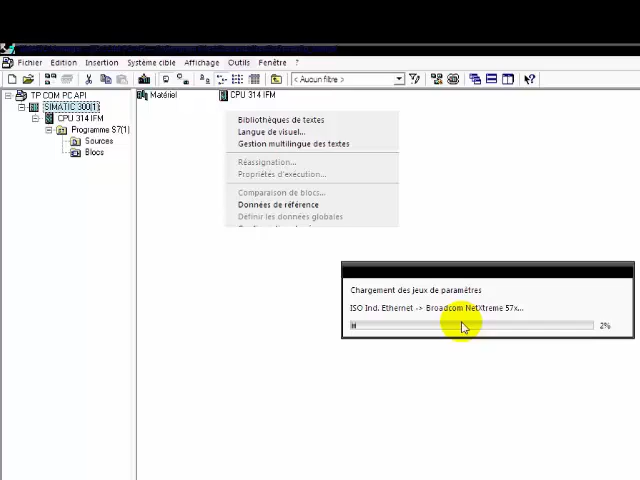 Fichier Edition Insertion Système cible Affichage Outils Fenêtre ?
< Aucun filtre >
TP COM PC API
SIMATIC 300(1)
CPU 314 IFM
Programme S7(1)
Sources
Blocs
Matériel CPU 314 IFM
Bibliothèques de textes
Langue de visuel...
Gestion multilingue des textes
Réassignation...
Propriétés d'exécution...
Comparaison de blocs...
Données de référence
Définir les données globales
Chargement des jeux de paramètres
ISO Ind. Ethernet -> Broadcom NetXtreme 57x...
2%